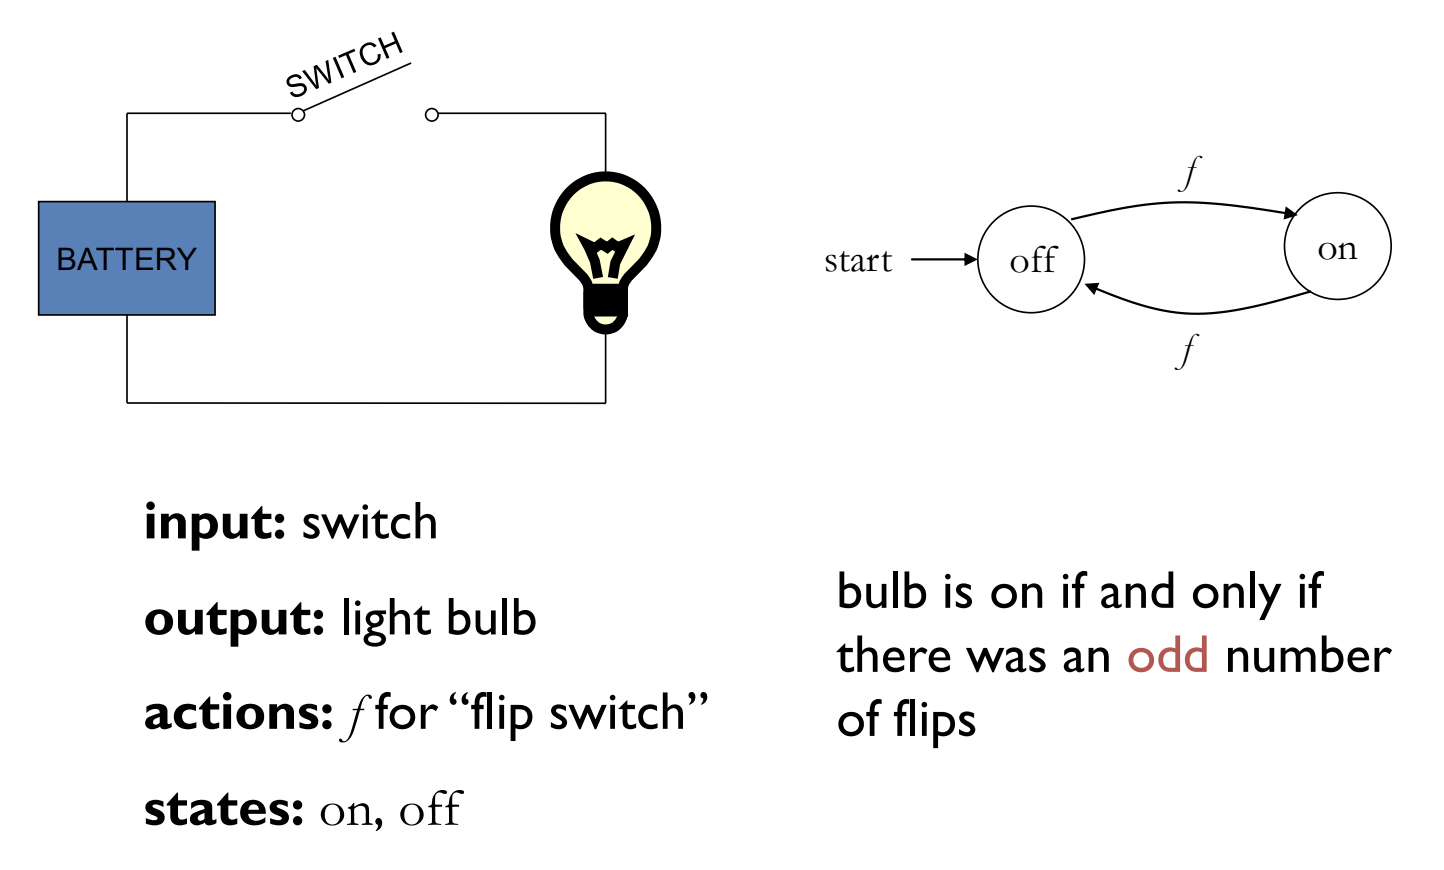 SWITCH
BATTERY
f
start
off
on
f
input: switch
output: light bulb
actions: f for “flip switch”
states: on, off
bulb is on if and only if
there was an odd number
of flips